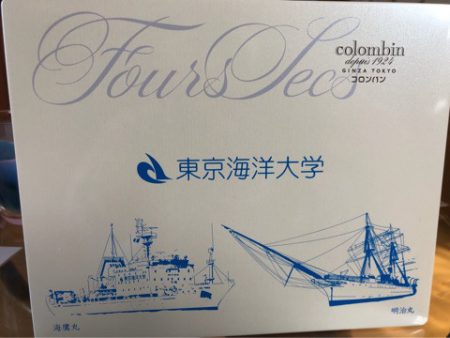 Fours Secs
colombin
depuis 1924
GINZA TOKYO
コロンバン
東京海洋大学
海鷹丸
明治丸